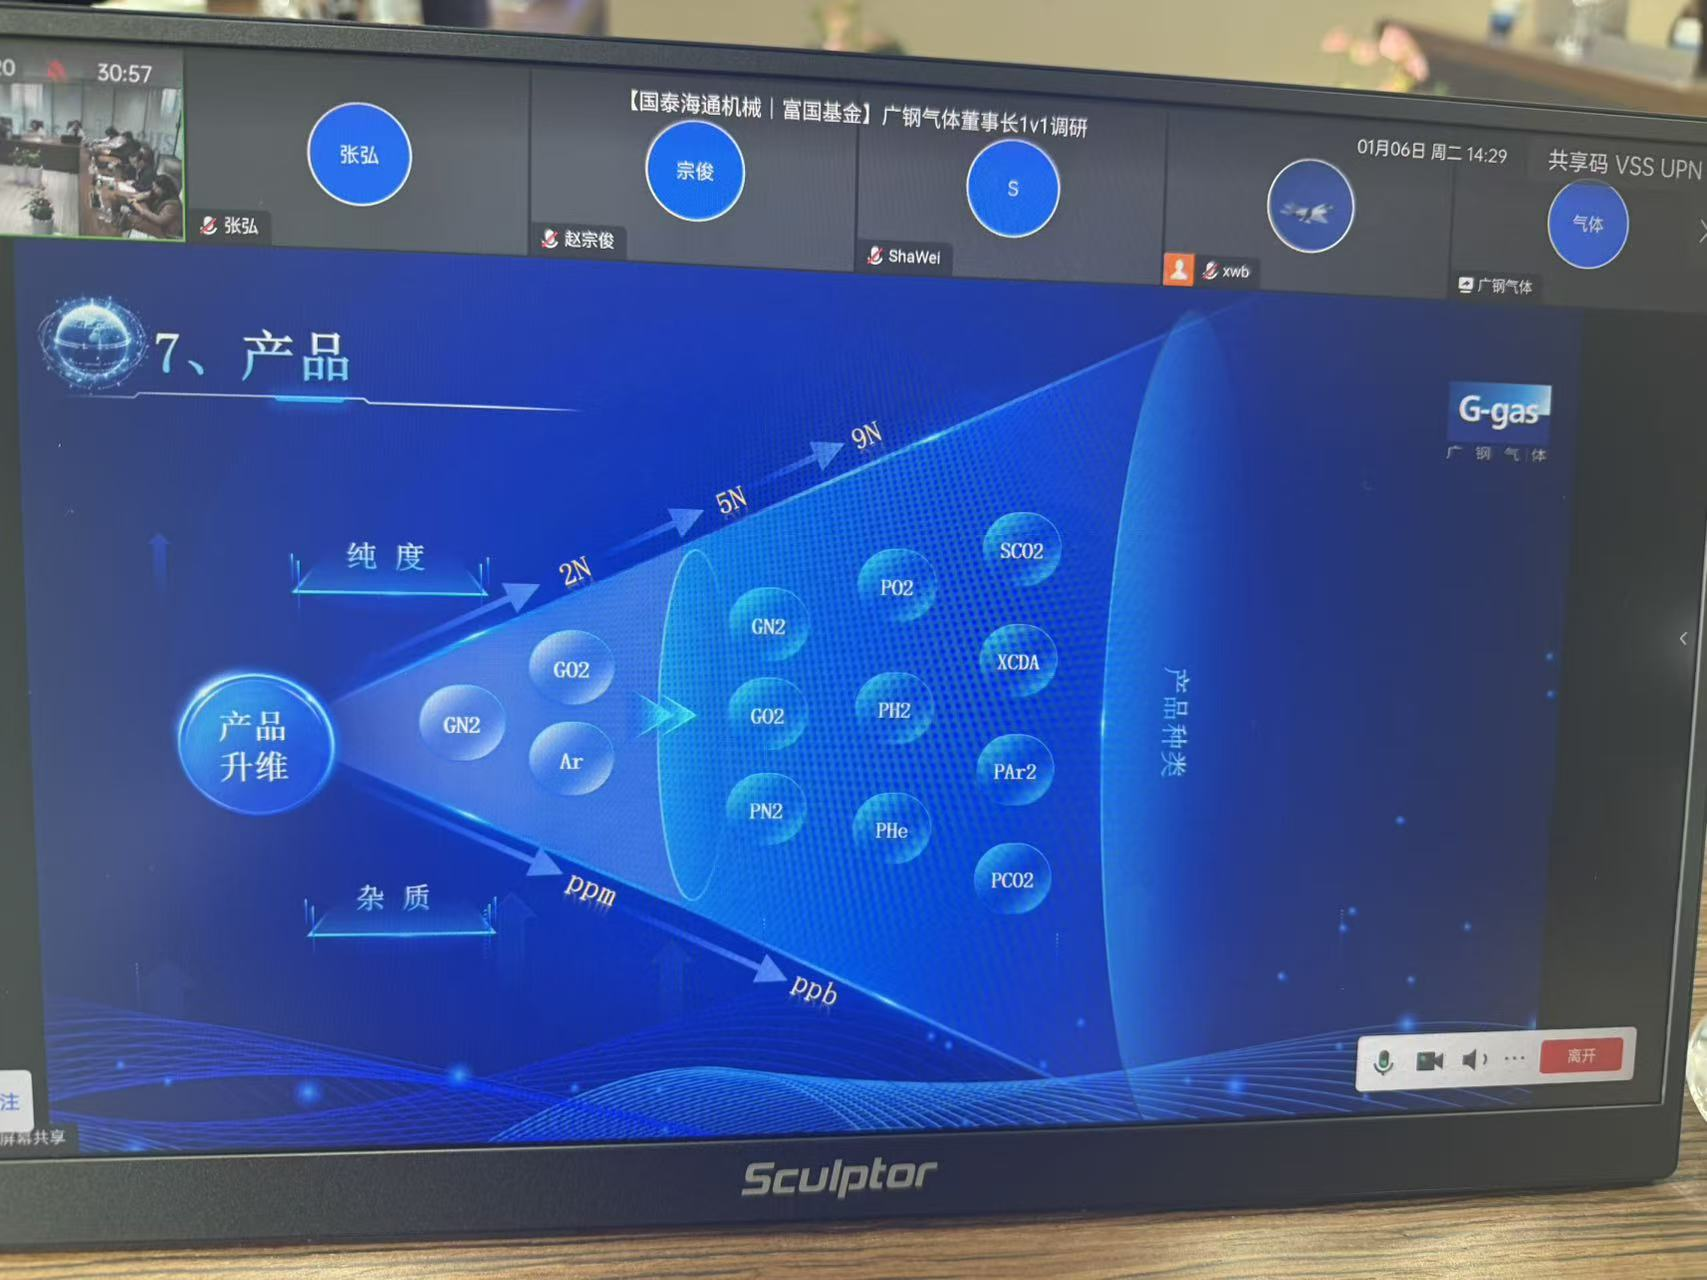 30:57
【国泰海通机械｜富国基金】广钢气体董事长1v1调研
01月06日 周二 14:29
共享码 VSS UPN
张弘
宗俊
S
气体
张弘
赵宗俊
ShaWei
xwb
广钢气体
7、产品
G-gas
广钢气体
9N
5N
2N
纯度
SCO2
PO2
GN2
GO2
XCDA
GN2
PH2
GO2
产品种类
产品
升维
Ar
PAr2
PN2
PHe
PCO2
杂质
ppm
ppb
离开
注
屏幕共享
Sculptor